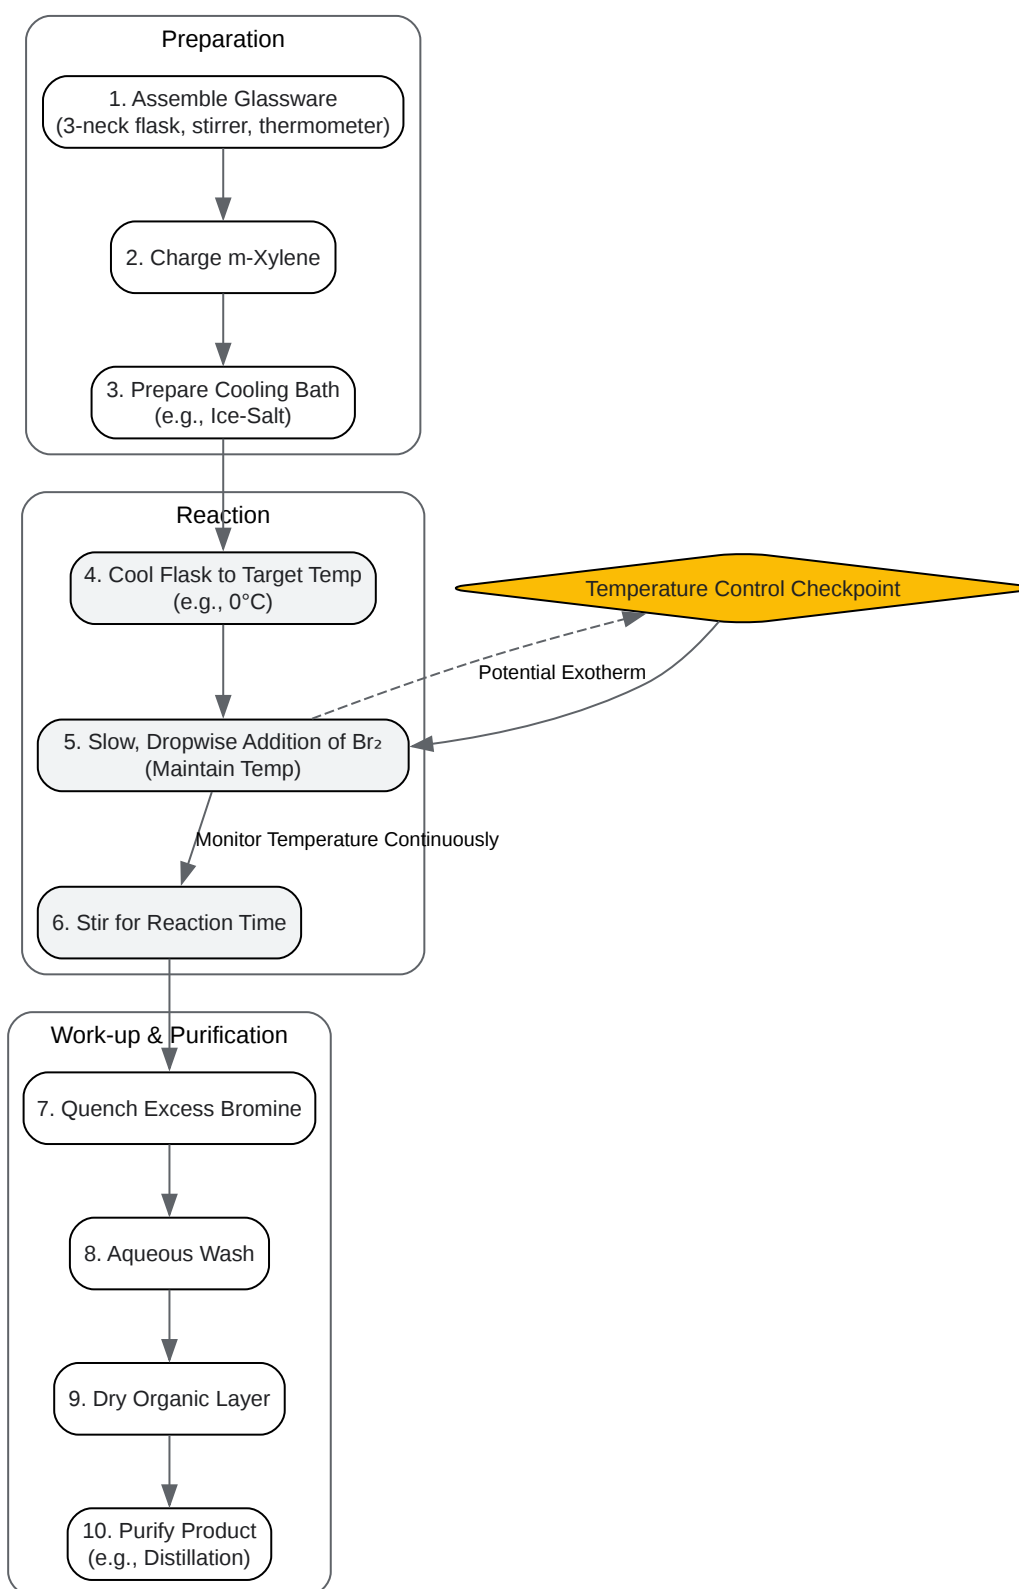 Preparation
1. Assemble Glassware
(3-neck flask, stirrer, thermometer)
2. Charge m-Xylene
3. Prepare Cooling Bath
(e.g., Ice-Salt)
Reaction
4. Cool Flask to Target Temp
(e.g., 0°C)
Temperature Control Checkpoint
Potential Exotherm
5. Slow, Dropwise Addition of Br₂
(Maintain Temp)
Monitor Temperature Continuously
6. Stir for Reaction Time
Work-up & Purification
7. Quench Excess Bromine
8. Aqueous Wash
9. Dry Organic Layer
10. Purify Product
(e.g., Distillation)